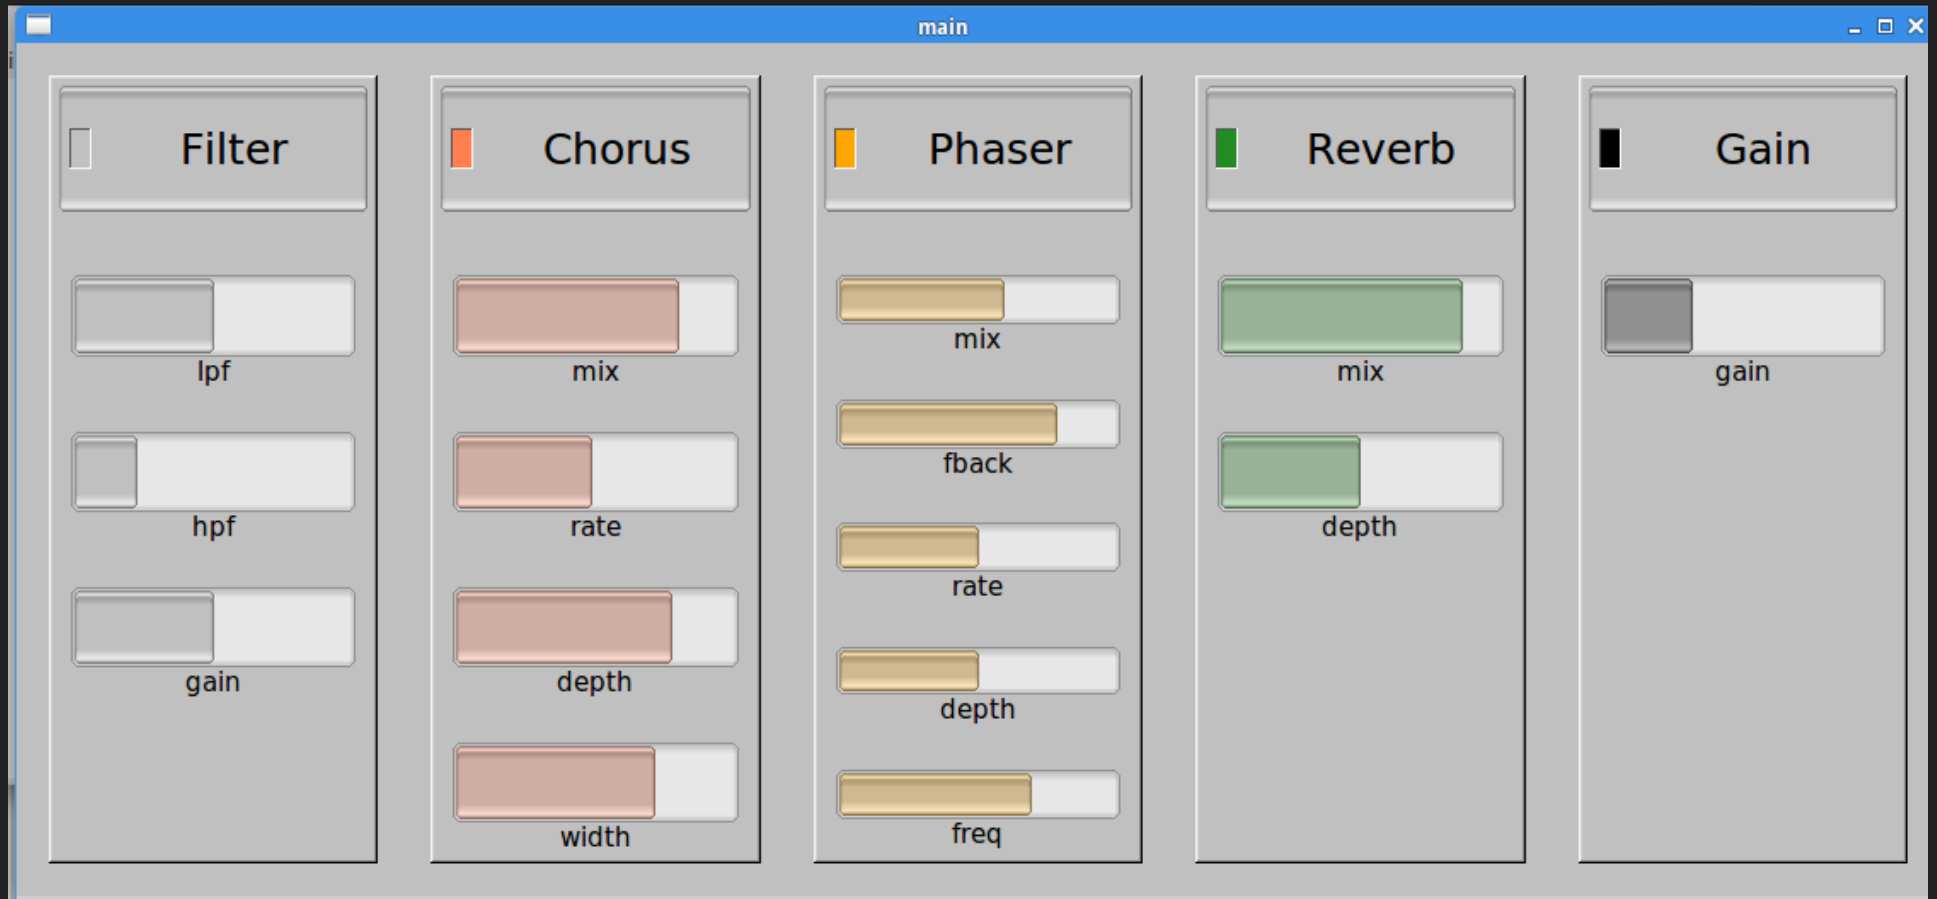 main
Filter
lpf
hpf
gain
Chorus
mix
rate
depth
width
Phaser
mix
fback
rate
depth
freq
Reverb
mix
depth
Gain
gain